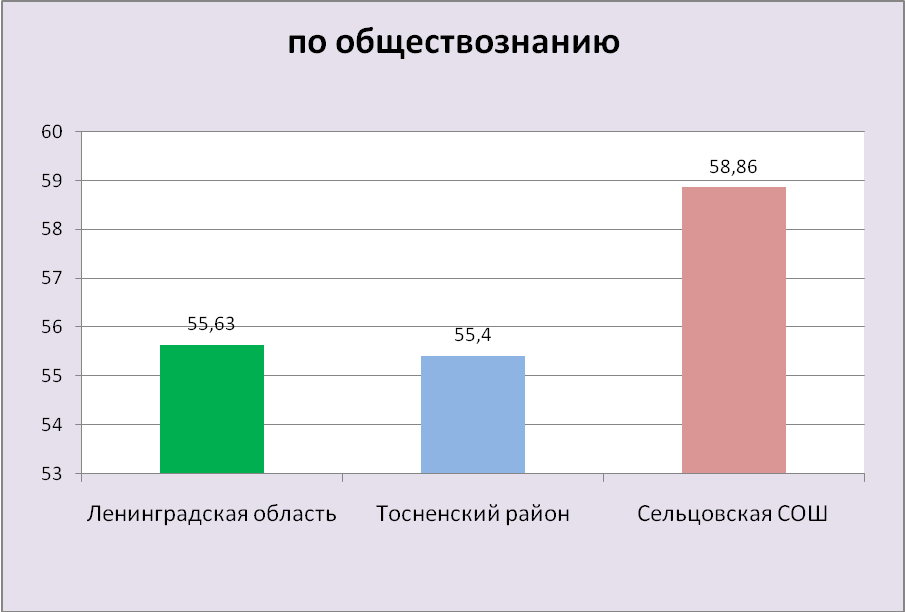 по обществознанию
60
59
58
57
56
55
54
53
55,63
55,4
58,86
Ленинградская область
Тосненский район
Сельцовская СОШ